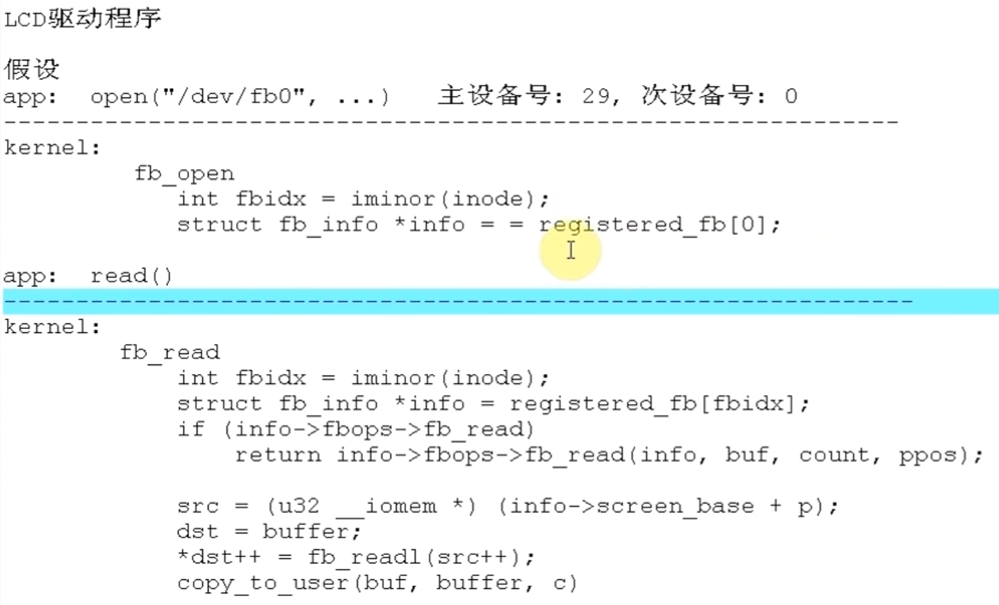 LCD驱动程序
假设
app:  open("/dev/fb0", ...)   主设备号: 29, 次设备号: 0
--------------------------------------------------------------
kernel:
         fb_open
            int fbidx = iminor(inode);
            struct fb_info *info = = registered_fb[0];
app:  read()
---------------------------------------------------------------
kernel:
        fb_read
            int fbidx = iminor(inode);
            struct fb_info *info = registered_fb[fbidx];
            if (info->fbops->fb_read)
                return info->fbops->fb_read(info, buf, count, ppos);
            src = (u32 __iomem *) (info->screen_base + p);
            dst = buffer;
            *dst++ = fb_readl(src++);
            copy_to_user(buf, buffer, c)